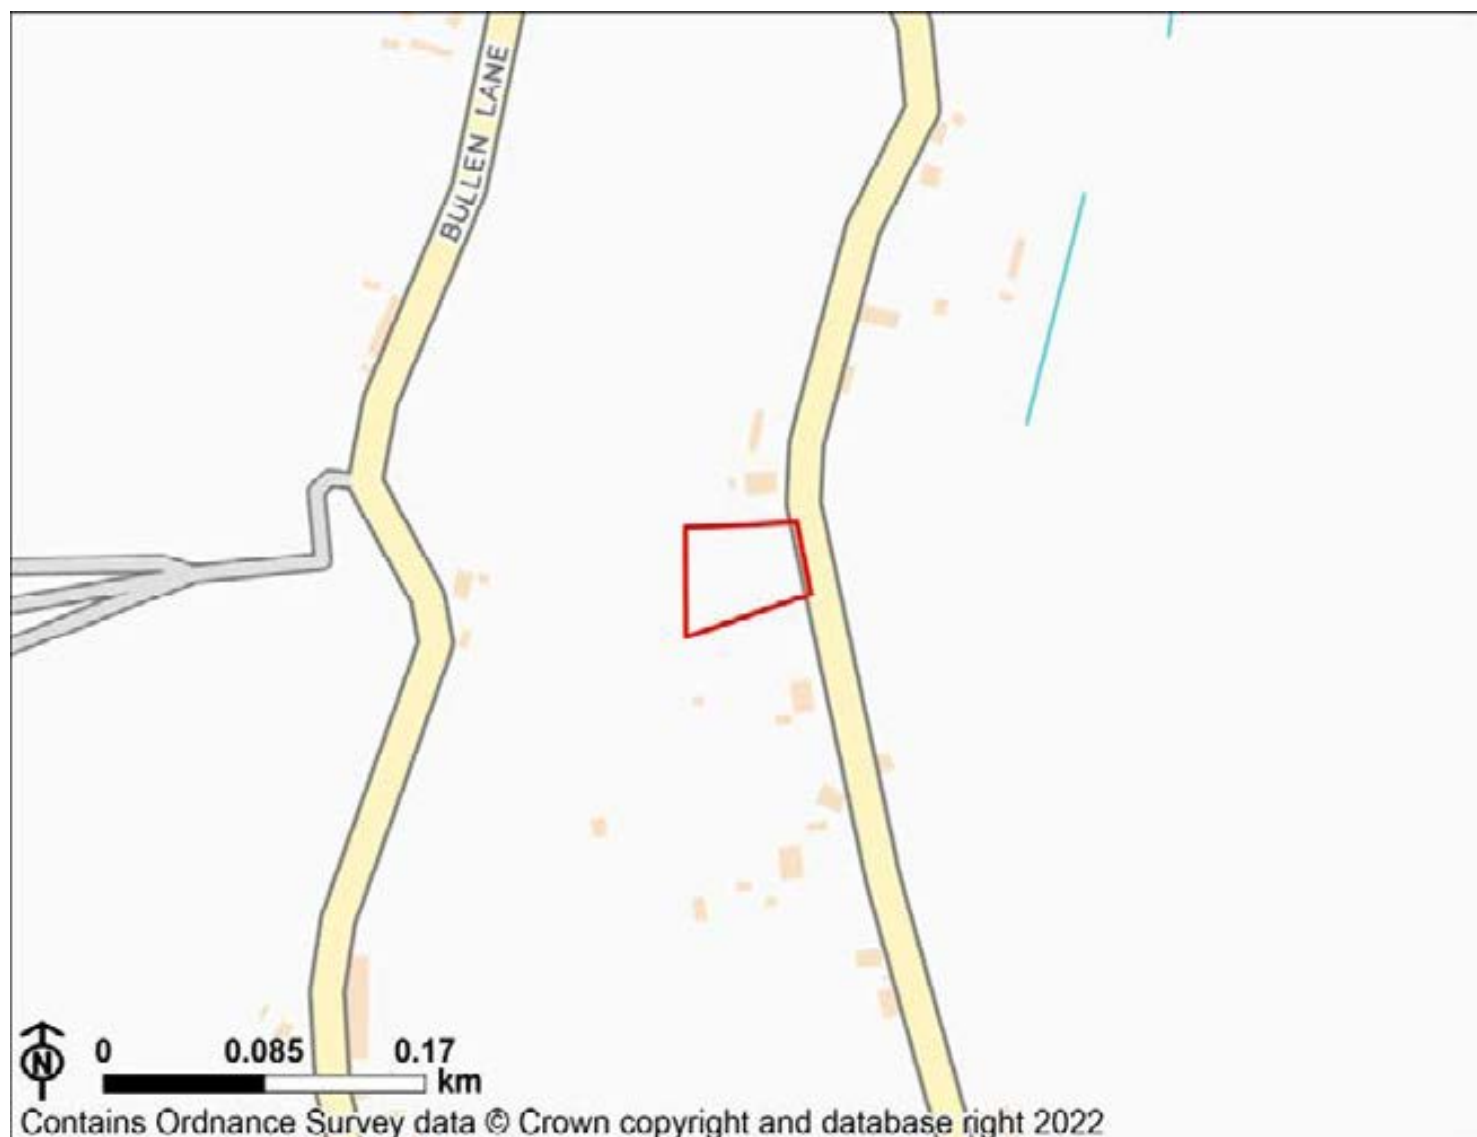 BULLEN LANE
N
0 0.085 0.17
km
Contains Ordnance Survey data © Crown copyright and database right 2022